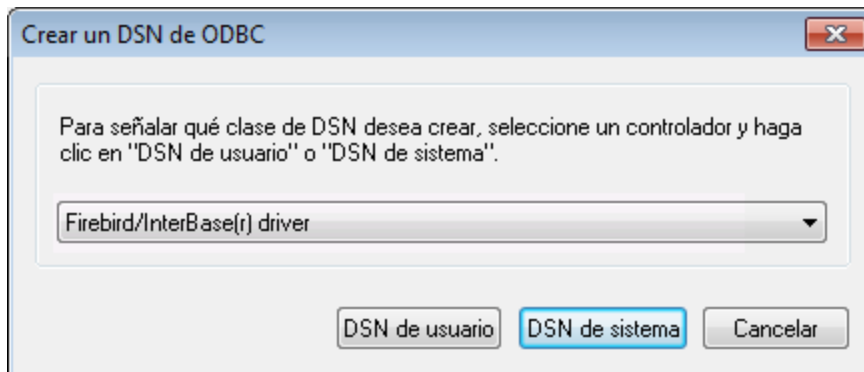 Crear un DSN de ODBC
Para señalar qué clase de DSN desea crear, seleccione un controlador y haga
clic en "DSN de usuario" o "DSN de sistema".
Firebird/InterBase(r) driver
DSN de usuario DSN de sistema Cancelar